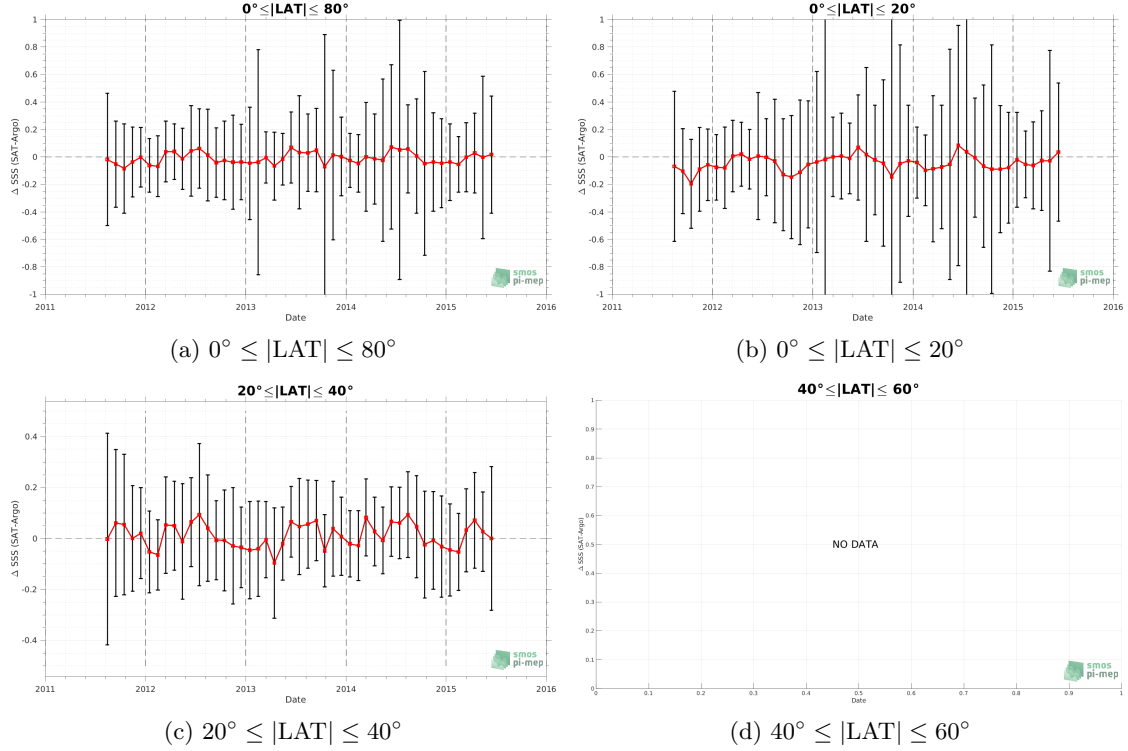 0°≤|LAT|≤ 80°
Δ SSS (SAT-Argo)
1
0.8
0.6
0.4
0.2
0
-0.2
-0.4
-0.6
-0.8
-1
2011 2012 2013 2014 2015 2016
Date
smos
pi-mep
(a) 0° ≤ |LAT| ≤ 80°
0°≤|LAT|≤ 20°
Δ SSS (SAT-Argo)
1
0.8
0.6
0.4
0.2
0
-0.2
-0.4
-0.6
-0.8
-1
2011 2012 2013 2014 2015 2016
Date
smos
pi-mep
(b) 0° ≤ |LAT| ≤ 20°
20°≤|LAT|≤ 40°
Δ SSS (SAT-Argo)
0.4
0.2
0
-0.2
-0.4
2011 2012 2013 2014 2015 2016
Date
smos
pi-mep
(c) 20° ≤ |LAT| ≤ 40°
40°≤|LAT|≤ 60°
Δ SSS (SAT-Argo)
1
0.9
0.8
0.7
0.6
0.5
0.4
0.3
0.2
0.1
0
NO DATA
0 0.1 0.2 0.3 0.4 0.5 0.6 0.7 0.8 0.9 1
Date
smos
pi-mep
(d) 40° ≤ |LAT| ≤ 60°